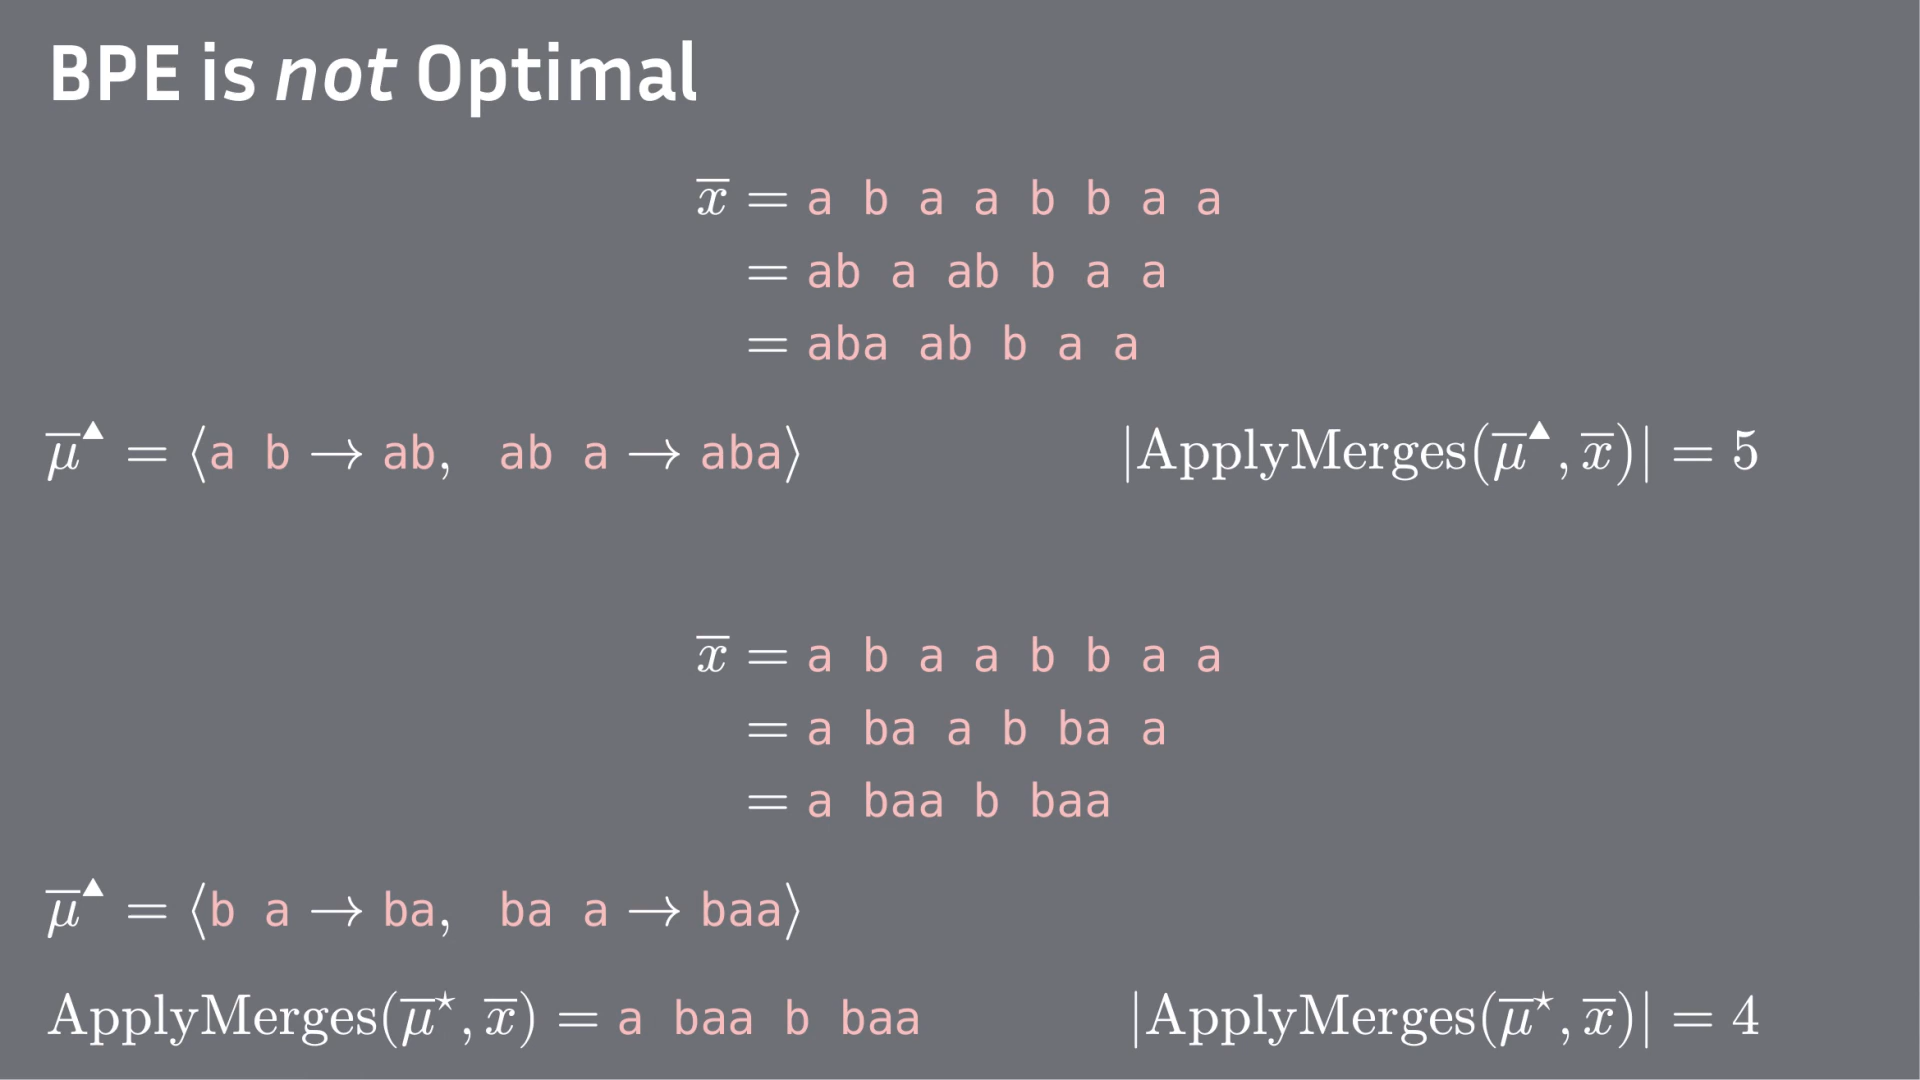 BPE is not Optimal
x̅ = a b a a b b a a
= ab a ab b a a
= aba ab b a a
μ̅▲ = ⟨a b → ab, ab a → aba⟩ |ApplyMerges(μ̅▲, x̅)| = 5
x̅ = a b a a b b a a
= a ba a b ba a
= a baa b baa
μ̅▲ = ⟨b a → ba, ba a → baa⟩
ApplyMerges(μ̅⋆, x̅) = a baa b baa |ApplyMerges(μ̅⋆, x̅)| = 4